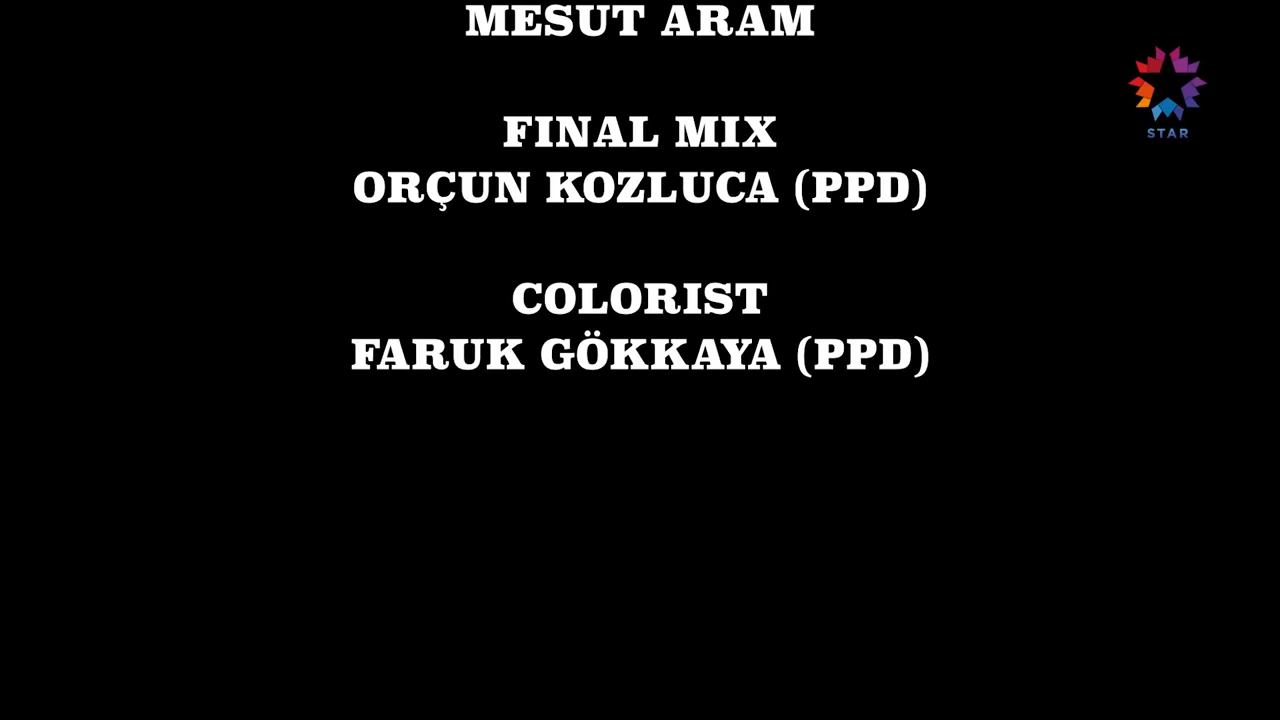 MESUT ARAM
STAR
FINAL MIX
ORÇUN KOZLUCA (PPD)
COLORIST
FARUK GÖKKAYA (PPD)